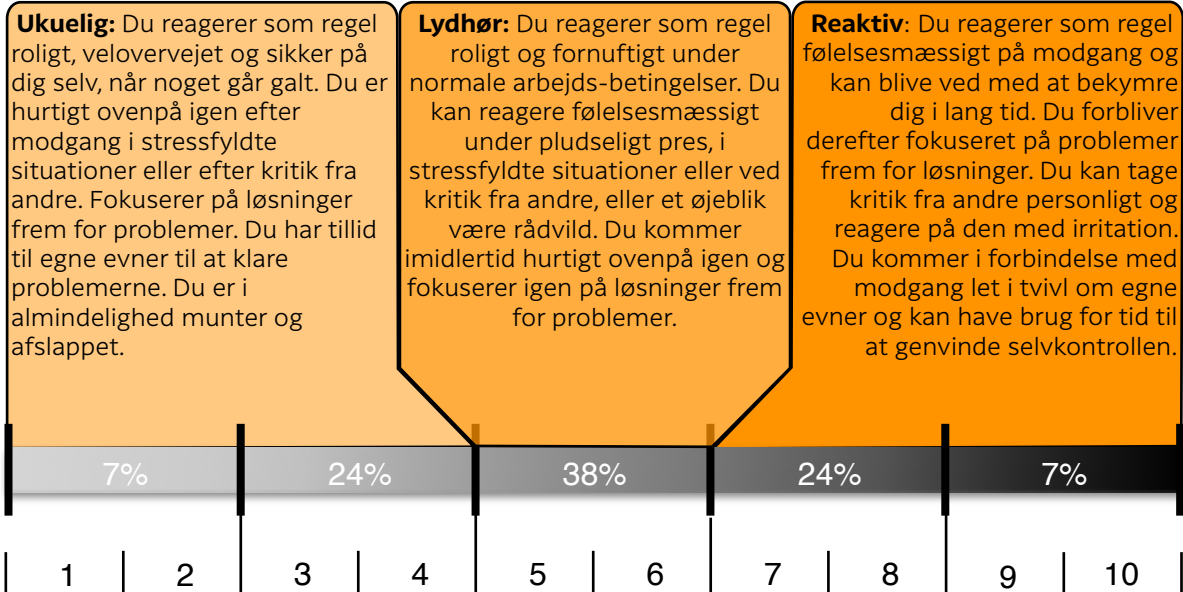 Ukuelig: Du reagerer som regel
roligt, velovervejet og sikker på
dig selv, når noget går galt. Du er
hurtigt ovenpå igen efter
modgang i stressfyldte
situationer eller efter kritik fra
andre. Fokuserer på løsninger
frem for problemer. Du har tillid
til egne evner til at klare
problemerne. Du er i
almindelighed munter og
afslappet.
Lydhør: Du reagerer som regel
roligt og fornuftigt under
normale arbejds-betingelser. Du
kan reagere følelsesmæssigt
under pludseligt pres, i
stressfyldte situationer eller ved
kritik fra andre, eller et øjeblik
være rådvild. Du kommer
imidlertid hurtigt ovenpå igen og
fokuserer igen på løsninger frem
for problemer.
Reaktiv: Du reagerer som regel
følelsesmæssigt på modgang og
kan blive ved med at bekymre
dig i lang tid. Du forbliver
derefter fokuseret på problemer
frem for løsninger. Du kan tage
kritik fra andre personligt og
reagere på den med irritation.
Du kommer i forbindelse med
modgang let i tvivl om egne
evner og kan have brug for tid til
at genvinde selvkontrollen.
7% 24% 38% 24% 7%
1 2 3 4 5 6 7 8 9 10